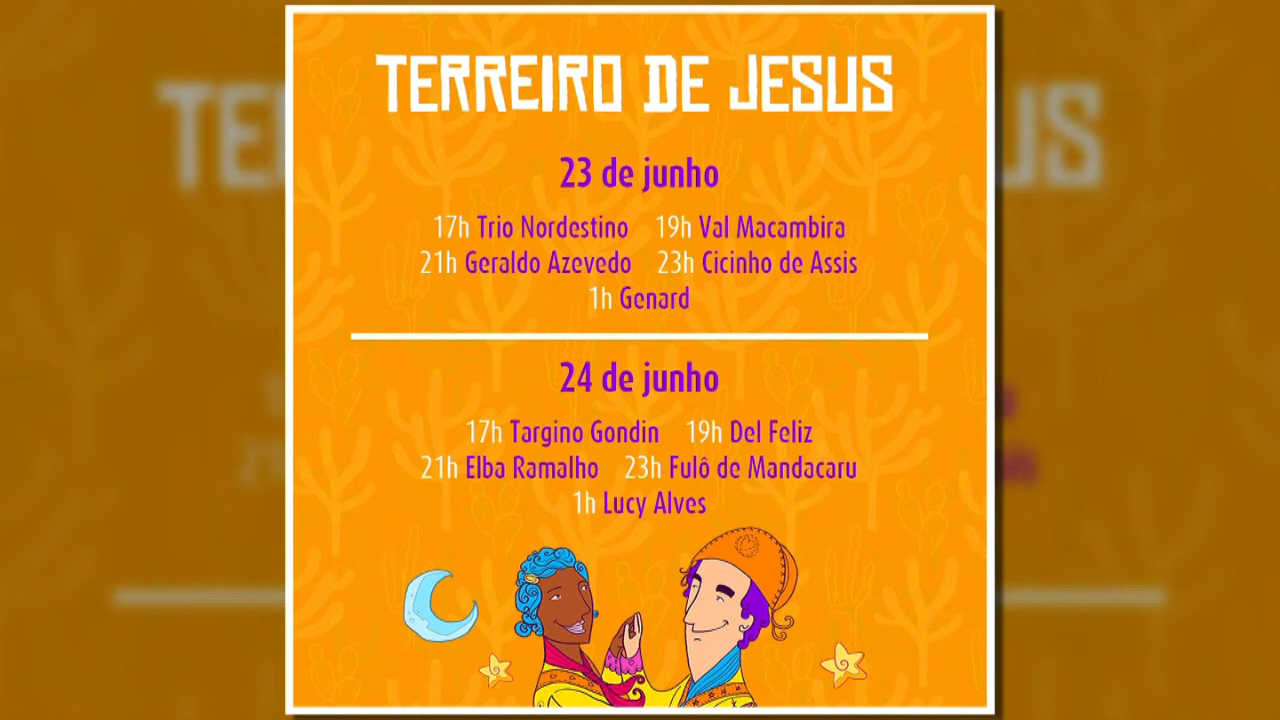 TERREIRO DE JESUS
23 de junho
17h Trio Nordestino 19h Val Macambira
21h Geraldo Azevedo 23h Cicinho de Assis
1h Genard
24 de junho
17h Targino Gondin 19h Del Feliz
21h Elba Ramalho 23h Fulô de Mandacaru
1h Lucy Alves